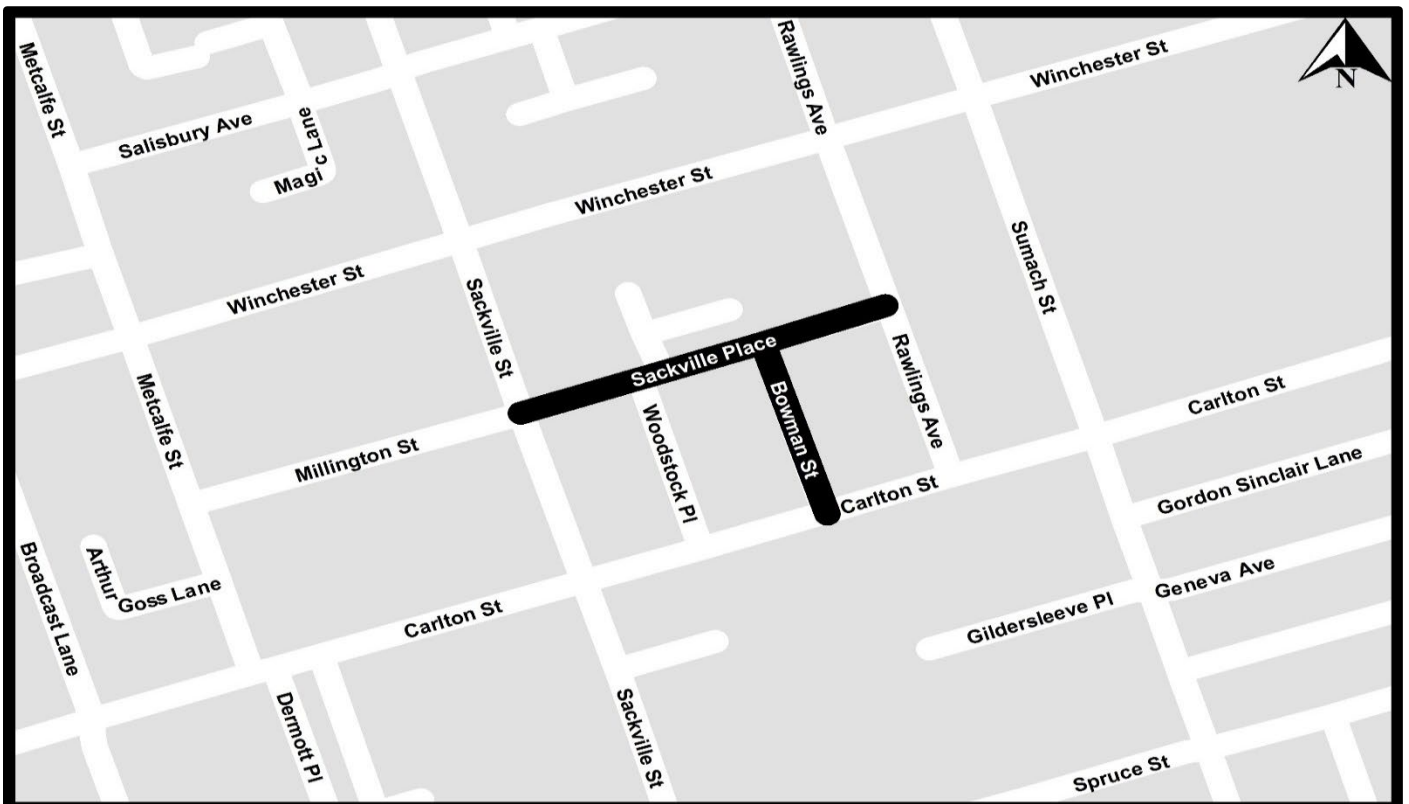 Metcalfe St
Salisbury Ave
Magic Lane
Rawlings Ave
Winchester St
N
Winchester St
Winchester St
Sackville St
Sumach St
Sackville Place
Rawlings Ave
Metcalfe St
Millington St
Woodstock Pl
Bowman St
Carlton St
Carlton St
Gordon Sinclair Lane
Broadcast Lane
Arthur Goss Lane
Geneva Ave
Gildersleeve Pl
Carlton St
Dermott Pl
Sackville St
Spruce St